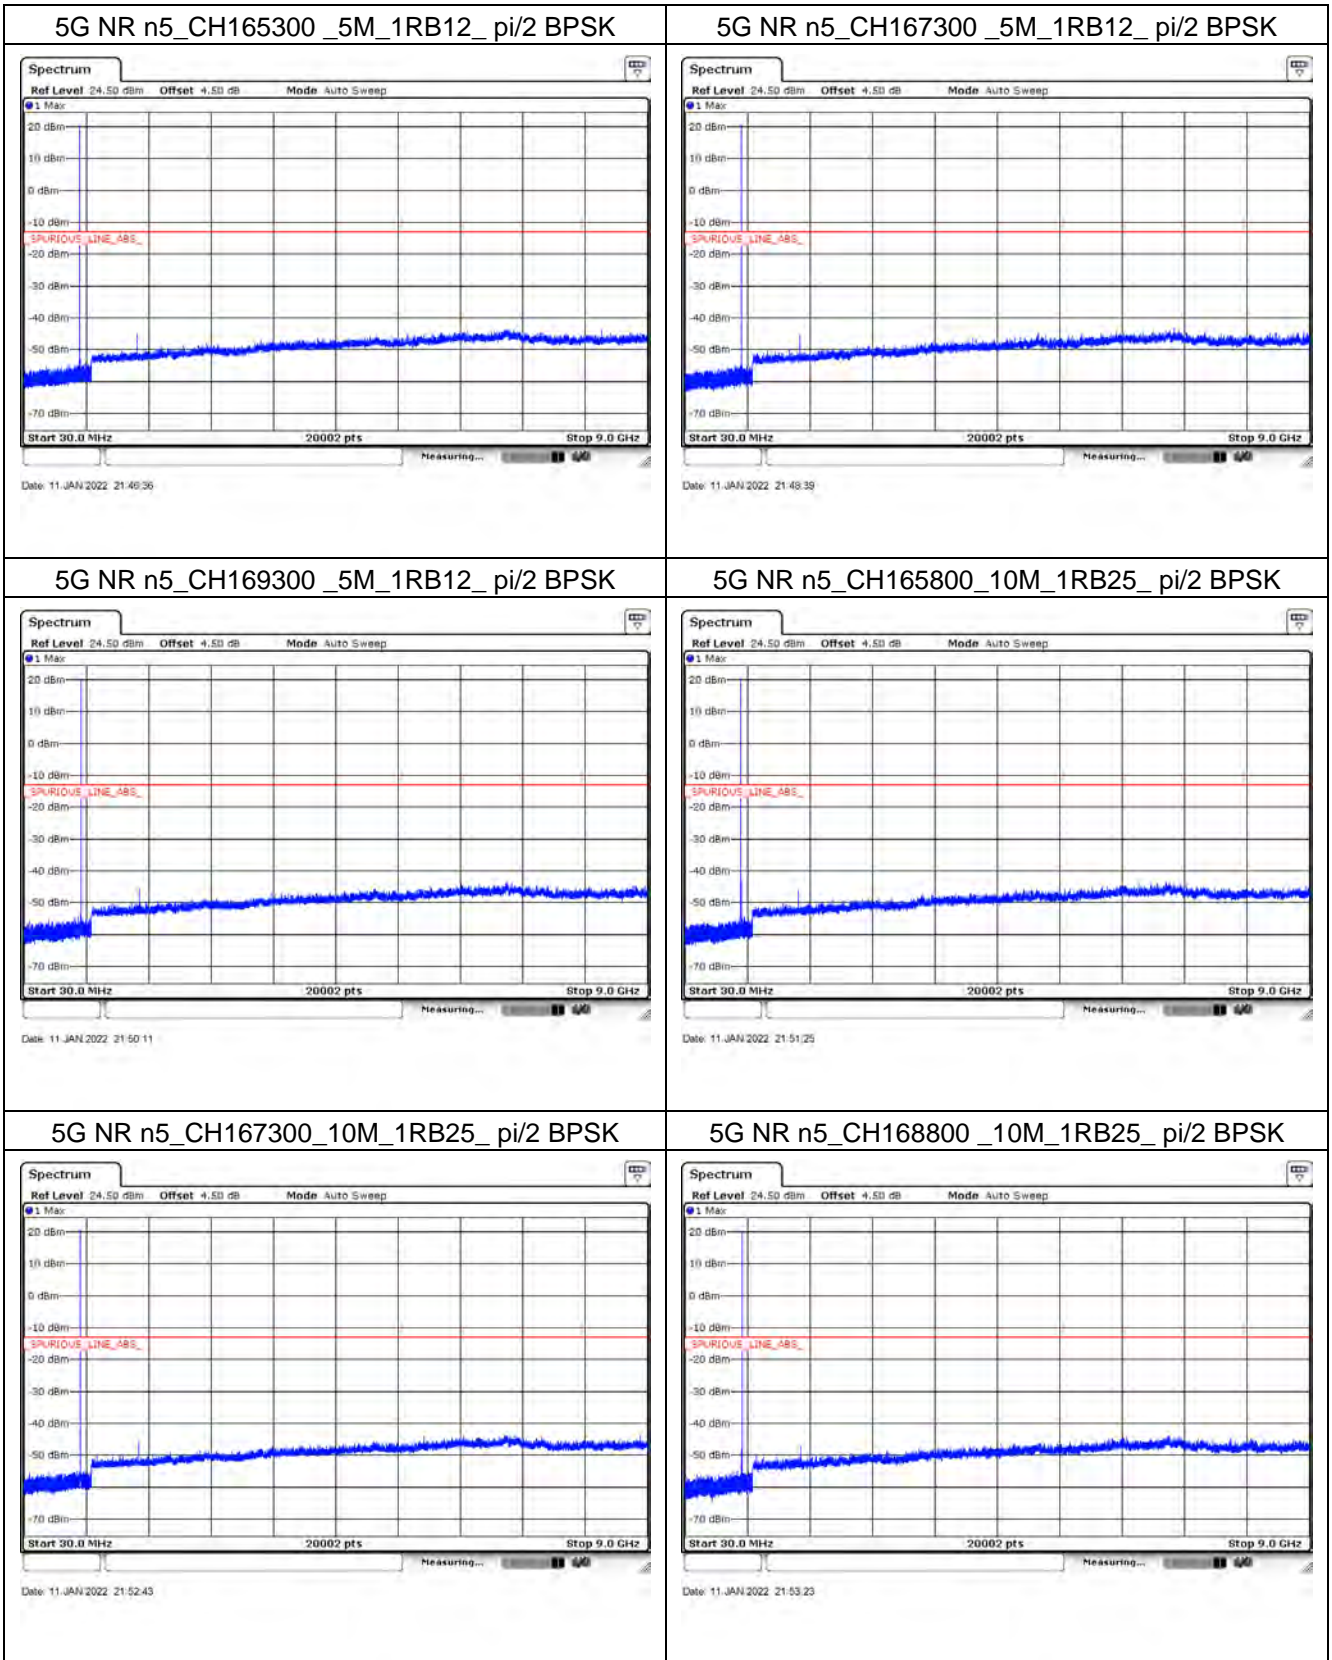 5G NR n5_CH165300 _5M_1RB12_ pi/2 BPSK
5G NR n5_CH167300 _5M_1RB12_ pi/2 BPSK
Spectrum
Ref Level 24.50 dBm Offset 4.50 dB Mode Auto Sweep
1 Max
20 dBm
10 dBm
0 dBm
-10 dBm
_SPURIOUS_LINE_ABS_
-20 dBm
-30 dBm
-40 dBm
-50 dBm
-70 dBm
Start 30.0 MHz 20002 pts Stop 9.0 GHz
Measuring...
Date: 11.JAN.2022 21:46:36
Spectrum
Ref Level 24.50 dBm Offset 4.50 dB Mode Auto Sweep
1 Max
20 dBm
10 dBm
0 dBm
-10 dBm
_SPURIOUS_LINE_ABS_
-20 dBm
-30 dBm
-40 dBm
-50 dBm
-70 dBm
Start 30.0 MHz 20002 pts Stop 9.0 GHz
Measuring...
Date: 11.JAN.2022 21:48:39
5G NR n5_CH169300 _5M_1RB12_ pi/2 BPSK
5G NR n5_CH165800_10M_1RB25_ pi/2 BPSK
Spectrum
Ref Level 24.50 dBm Offset 4.50 dB Mode Auto Sweep
1 Max
20 dBm
10 dBm
0 dBm
-10 dBm
_SPURIOUS_LINE_ABS_
-20 dBm
-30 dBm
-40 dBm
-50 dBm
-70 dBm
Start 30.0 MHz 20002 pts Stop 9.0 GHz
Measuring...
Date: 11.JAN.2022 21:50:11
Spectrum
Ref Level 24.50 dBm Offset 4.50 dB Mode Auto Sweep
1 Max
20 dBm
10 dBm
0 dBm
-10 dBm
_SPURIOUS_LINE_ABS_
-20 dBm
-30 dBm
-40 dBm
-50 dBm
-70 dBm
Start 30.0 MHz 20002 pts Stop 9.0 GHz
Measuring...
Date: 11.JAN.2022 21:51:25
5G NR n5_CH167300_10M_1RB25_ pi/2 BPSK
5G NR n5_CH168800 _10M_1RB25_ pi/2 BPSK
Spectrum
Ref Level 24.50 dBm Offset 4.50 dB Mode Auto Sweep
1 Max
20 dBm
10 dBm
0 dBm
-10 dBm
_SPURIOUS_LINE_ABS_
-20 dBm
-30 dBm
-40 dBm
-50 dBm
-70 dBm
Start 30.0 MHz 20002 pts Stop 9.0 GHz
Measuring...
Date: 11.JAN.2022 21:52:43
Spectrum
Ref Level 24.50 dBm Offset 4.50 dB Mode Auto Sweep
1 Max
20 dBm
10 dBm
0 dBm
-10 dBm
_SPURIOUS_LINE_ABS_
-20 dBm
-30 dBm
-40 dBm
-50 dBm
-70 dBm
Start 30.0 MHz 20002 pts Stop 9.0 GHz
Measuring...
Date: 11.JAN.2022 21:53:23